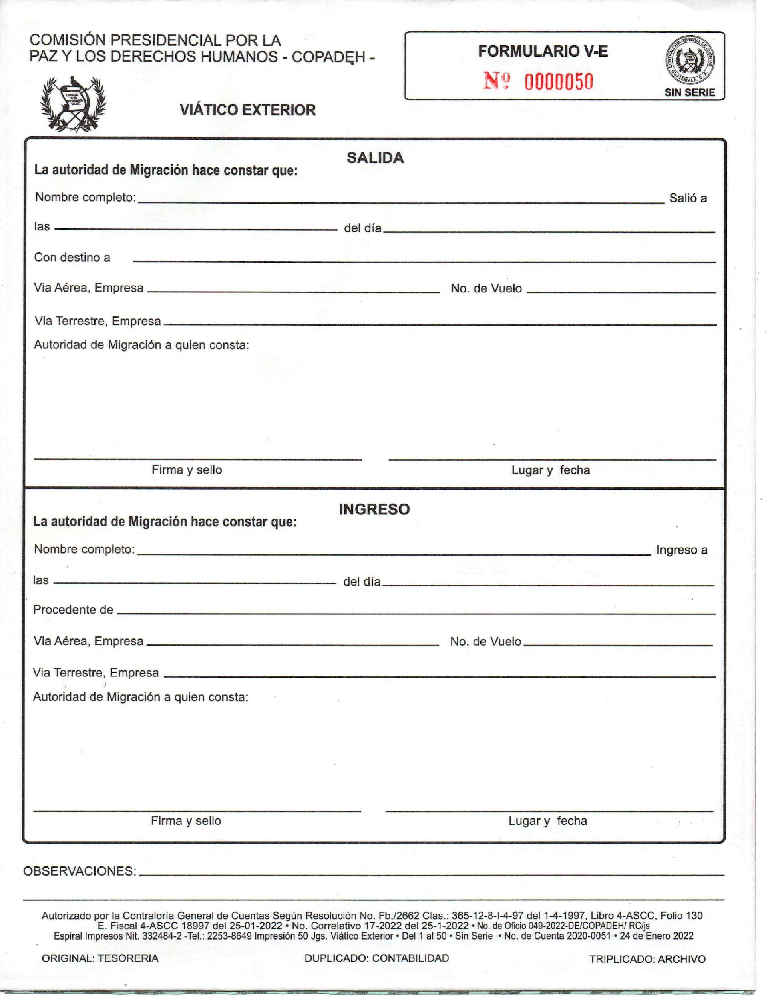 COMISIÓN PRESIDENCIAL POR LA
PAZ Y LOS DERECHOS HUMANOS - COPADEH -
FORMULARIO V-E
Nº 0000050
CONTRALORIA GENERAL DE CUENTAS
GUATEMALA, C. A.
SIN SERIE
VIÁTICO EXTERIOR
SALIDA
La autoridad de Migración hace constar que:
Nombre completo: Salió a
las del día
Con destino a
Via Aérea, Empresa No. de Vuelo
Via Terrestre, Empresa
Autoridad de Migración a quien consta:
Firma y sello Lugar y fecha
INGRESO
La autoridad de Migración hace constar que:
Nombre completo: Ingreso a
las del día
Procedente de
Via Aérea, Empresa No. de Vuelo
Via Terrestre, Empresa
Autoridad de Migración a quien consta:
Firma y sello Lugar y fecha
OBSERVACIONES:
Autorizado por la Contraloría General de Cuentas Según Resolución No. Fb./2662 Clas.: 365-12-8-I-4-97 del 1-4-1997, Libro 4-ASCC, Folio 130
E. Fiscal 4-ASCC 18997 del 25-01-2022 • No. Correlativo 17-2022 del 25-1-2022 • No. de Oficio 049-2022-DE/COPADEH/ RC/js
Espiral Impresos Nit. 332484-2 -Tel.: 2253-8649 Impresión 50 Jgs. Viático Exterior • Del 1 al 50 • Sin Serie • No. de Cuenta 2020-0051 • 24 de Enero 2022
ORIGINAL: TESORERIA DUPLICADO: CONTABILIDAD TRIPLICADO: ARCHIVO